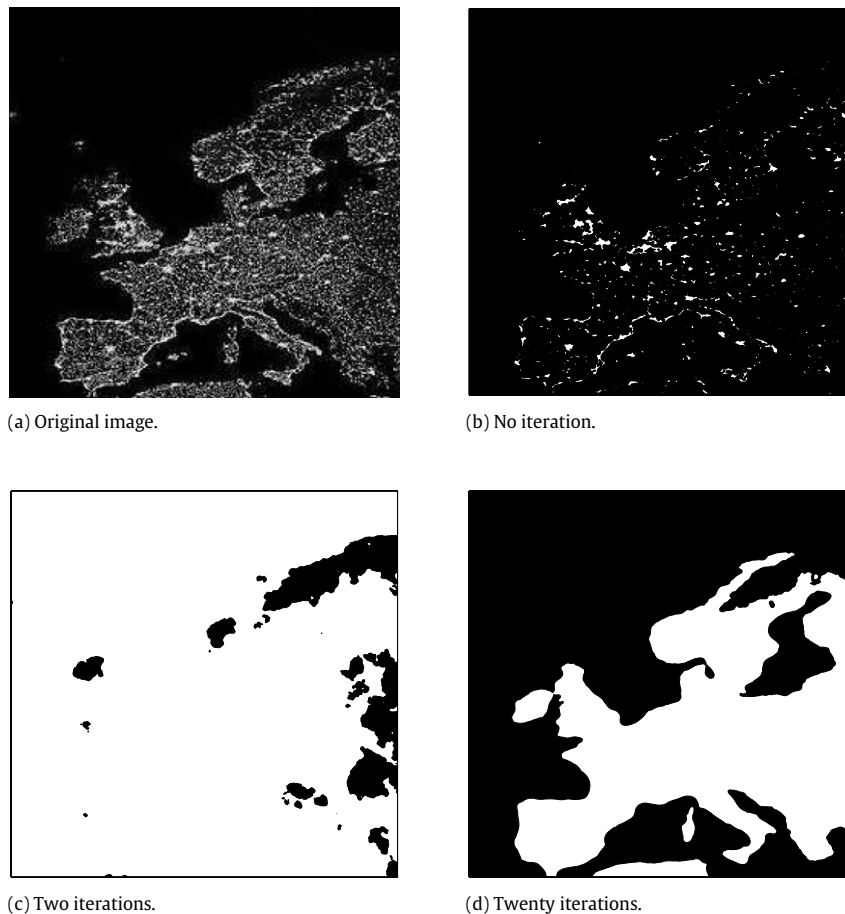 (a) Original image.
(b) No iteration.
(c) Two iterations.
(d) Twenty iterations.